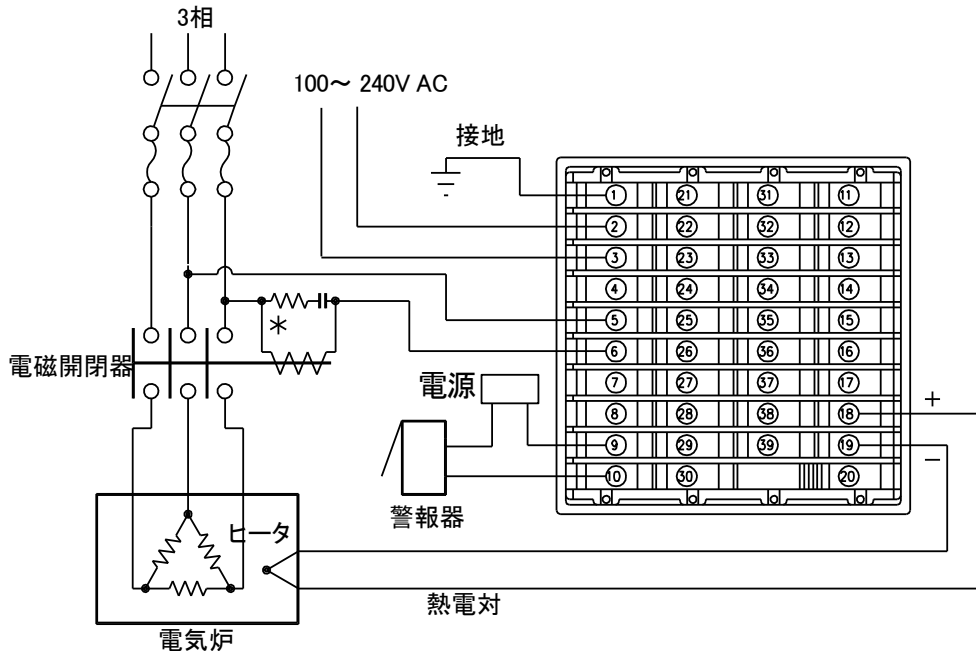 3相
100～ 240V AC
接地
1 21 31 11
2 22 32 12
3 23 33 13
4 24 34 14
5 25 35 15
6 26 36 16
7 27 37 17
8 28 38 18
9 29 39 19
10 30 20
＊
電磁開閉器
電源
＋
－
警報器
ヒータ
熱電対
電気炉